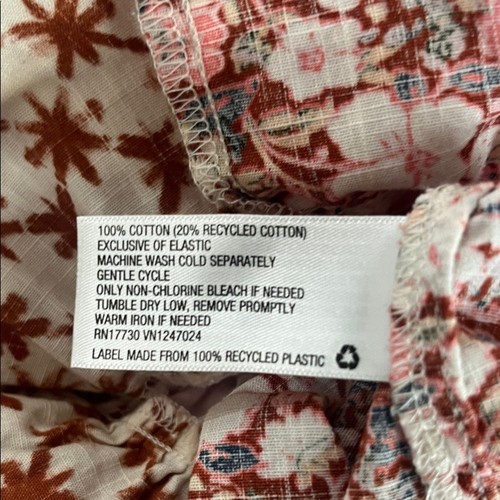 100% COTTON (20% RECYCLED COTTON)
EXCLUSIVE OF ELASTIC
MACHINE WASH COLD SEPARATELY
GENTLE CYCLE
ONLY NON-CHLORINE BLEACH IF NEEDED
TUMBLE DRY LOW, REMOVE PROMPTLY
WARM IRON IF NEEDED
RN17730 VN1247024
LABEL MADE FROM 100% RECYCLED PLASTIC